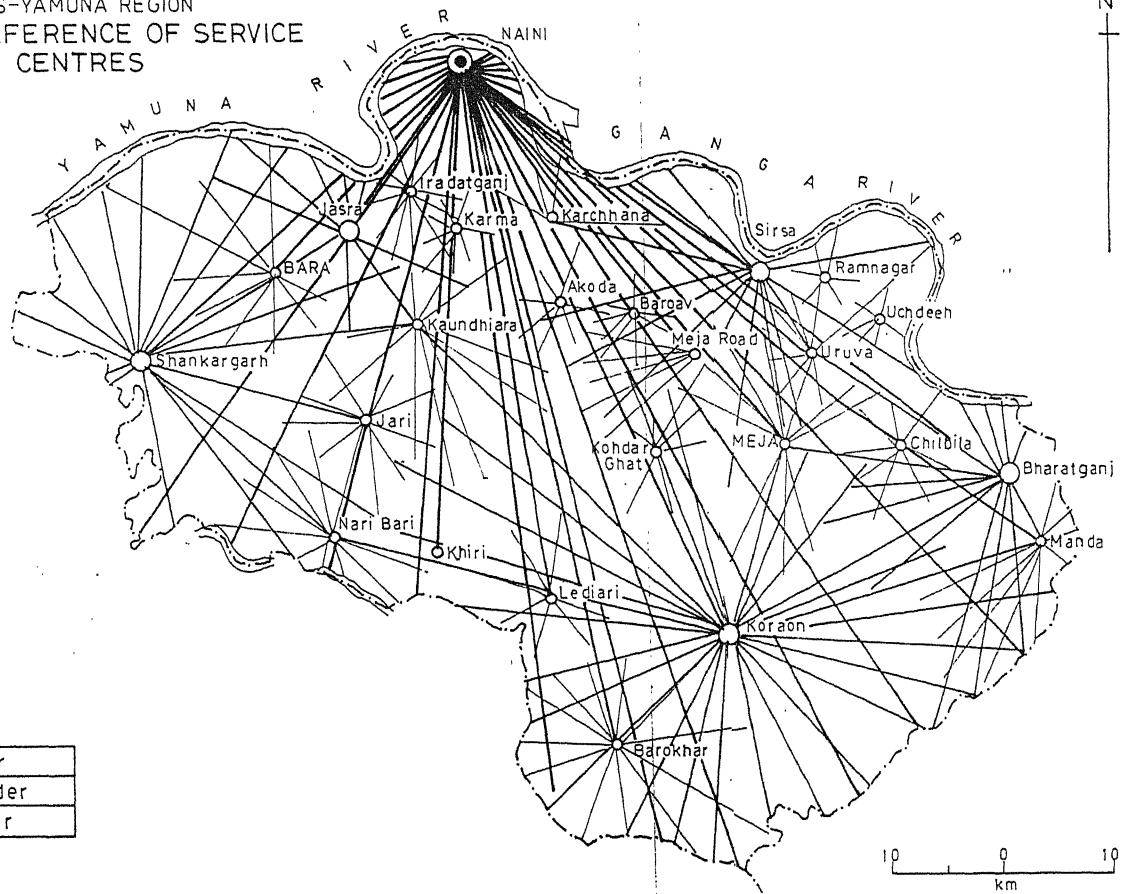 S-YAMUNA REGION
FERENCE OF SERVICE
CENTRES
N
NAINI
YAMUNA RIVER
GANGA RIVER
Iradatganj
Jasra
Karma
Karchhana
Sirsa
BARA
Ramnagar
Akoda
Baroav
Uchdeeh
Kaundhiara
Meja Road
Uruva
Shankargarh
Jari
Kohdar
Ghat
MEJA
Chilbila
Bharatganj
Nari Bari
Khiri
Manda
Lediari
Koraon
Barokhar
r
der
r
10 0 10
km